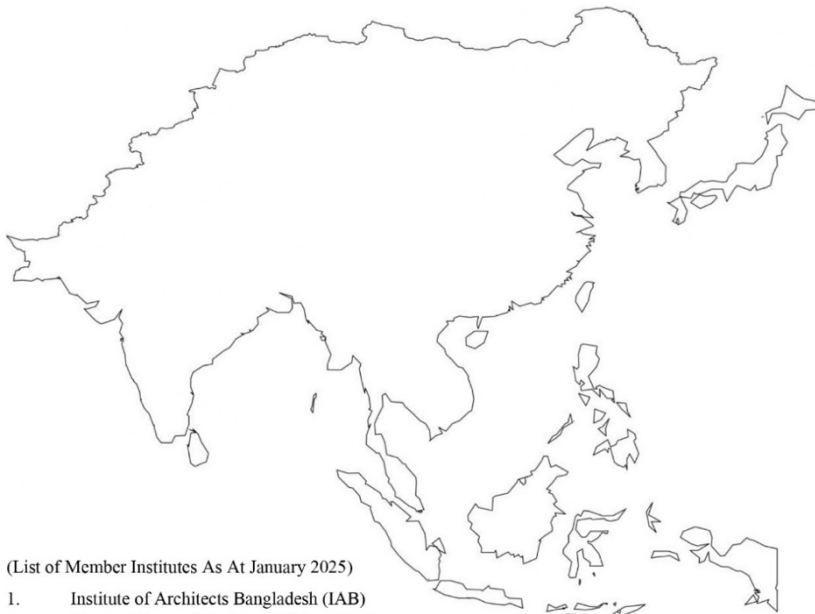 (List of Member Institutes As At January 2025)
1. Institute of Architects Bangladesh (IAB)